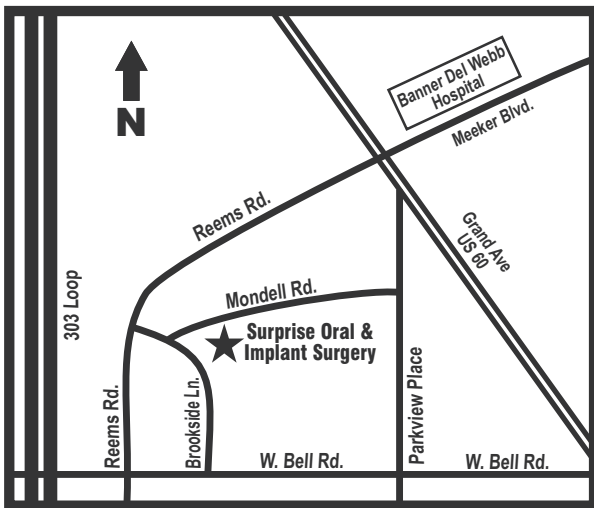 Banner Del Webb
Hospital
Meeker Blvd.
N
Reems Rd.
Grand Ave
US 60
303 Loop
Mondell Rd.
Surprise Oral &
Implant Surgery
Reems Rd.
Brookside Ln.
Parkview Place
W. Bell Rd.
W. Bell Rd.